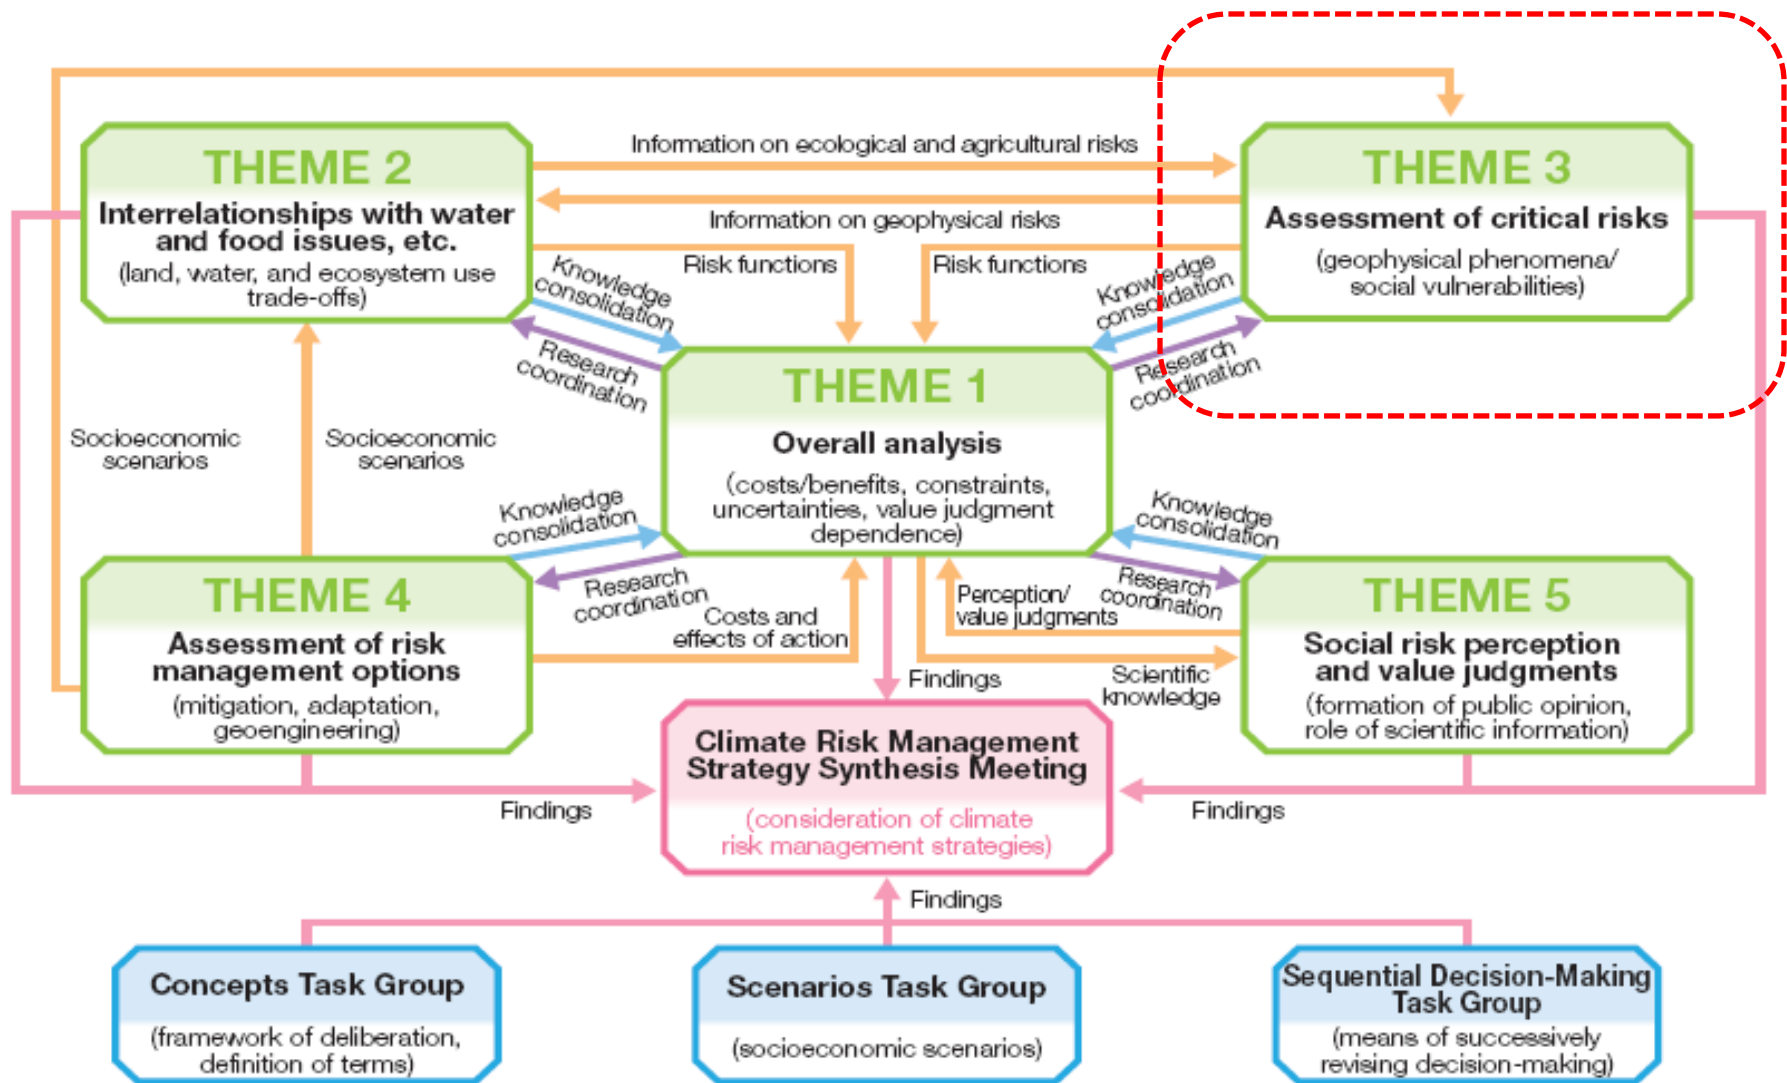 THEME 2
Interrelationships with water
and food issues, etc.
(land, water, and ecosystem use
trade-offs)
Information on ecological and agricultural risks
Information on geophysical risks
Risk functions
Risk functions
THEME 3
Assessment of critical risks
(geophysical phenomena/
social vulnerabilities)
Knowledge
consolidation
Research
coordination
Knowledge
consolidation
Research
coordination
THEME 1
Overall analysis
(costs/benefits, constraints,
uncertainties, value judgment
dependence)
Socioeconomic
scenarios
Socioeconomic
scenarios
Knowledge
consolidation
Research
coordination
Knowledge
consolidation
Research
coordination
THEME 4
Assessment of risk
management options
(mitigation, adaptation,
geoengineering)
Costs and
effects of action
Perception/
value judgments
Scientific
knowledge
THEME 5
Social risk perception
and value judgments
(formation of public opinion,
role of scientific information)
Findings
Climate Risk Management
Strategy Synthesis Meeting
(consideration of climate
risk management strategies)
Findings
Findings
Findings
Concepts Task Group
(framework of deliberation,
definition of terms)
Scenarios Task Group
(socioeconomic scenarios)
Sequential Decision-Making
Task Group
(means of successively
revising decision-making)